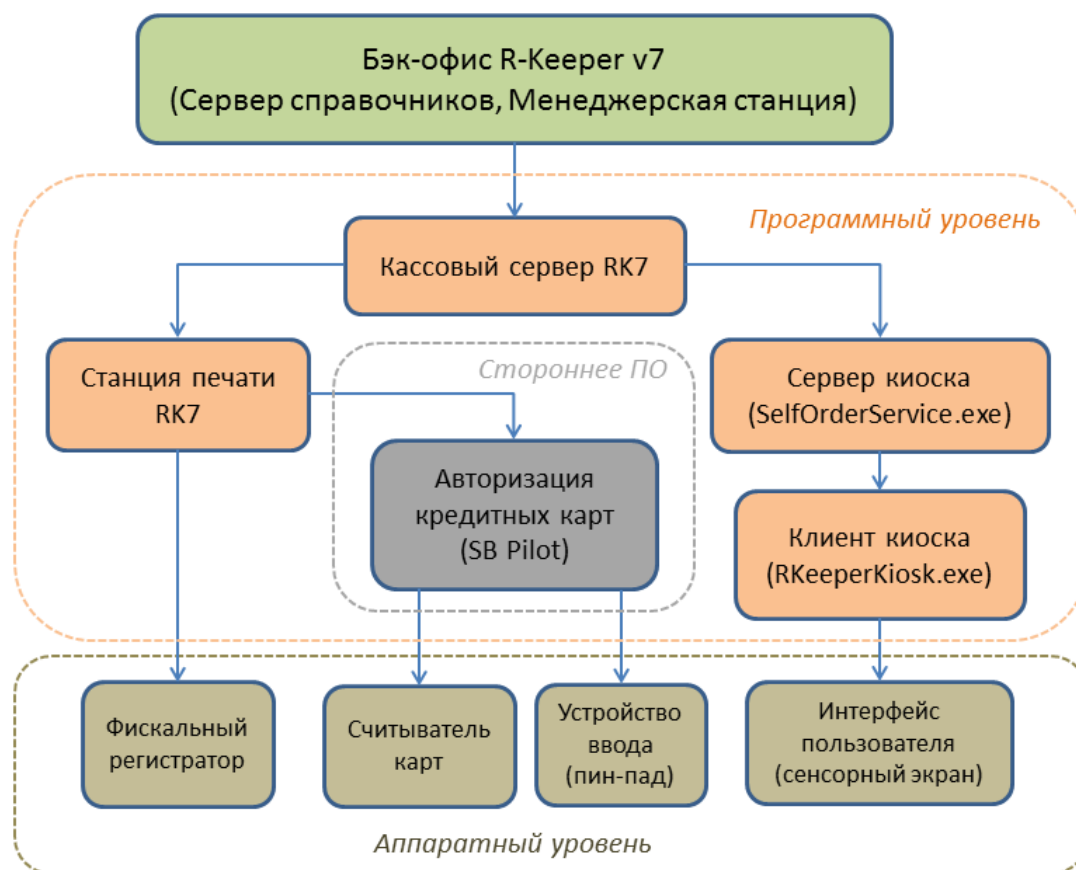 Бэк-офис R-Keeper v7
(Сервер справочников, Менеджерская станция)
Программный уровень
Кассовый сервер RK7
Станция печати
RK7
Стороннее ПО
Авторизация
кредитных карт
(SB Pilot)
Сервер киоска
(SelfOrderService.exe)
Клиент киоска
(RKeeperKiosk.exe)
Фискальный
регистратор
Считыватель
карт
Устройство
ввода
(пин-пад)
Интерфейс
пользователя
(сенсорный экран)
Аппаратный уровень